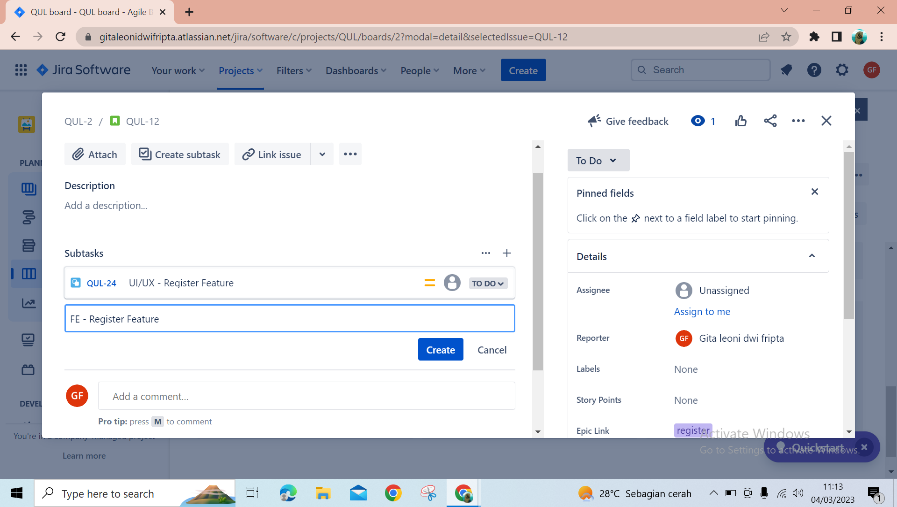 QUL board - QUL board - Agile
gitaleonidwifripta.atlassian.net/jira/software/c/projects/QUL/boards/2?modal=detail&selectedIssue=QUL-12
Jira Software
Your work
Projects
Filters
Dashboards
People
More
Create
Search
GF
QUL-2 / QUL-12
Give feedback
1
Attach
Create subtask
Link issue
To Do
PLANI
Description
Add a description...
Pinned fields
Click on the next to a field label to start pinning.
Subtasks
Details
QUL-24 UI/UX - Register Feature
TO DO
FE - Register Feature
Create
Cancel
Assignee
Unassigned
Assign to me
Reporter
GF
Gita leoni dwi fripta
Labels
None
Story Points
None
GF
Add a comment...
Pro tip: press M to comment
Epic Link
register
DEVEL
You're in a company-managed project
Learn more
Activate Windows
Go to Settings to activate Windows.
Quickstart
Type here to search
28°C Sebagian cerah
11:13
04/03/2023
1